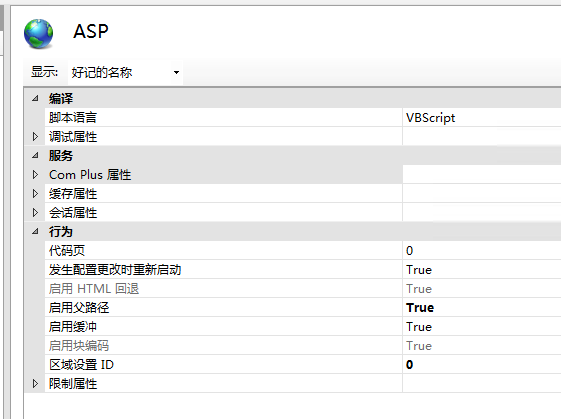 ASP
显示: 好记的名称
编译
脚本语言 VBScript
调试属性
服务
Com Plus 属性
缓存属性
会话属性
行为
代码页 0
发生配置更改时重新启动 True
启用 HTML 回退 True
启用父路径 True
启用缓冲 True
启用块编码 True
区域设置 ID 0
限制属性